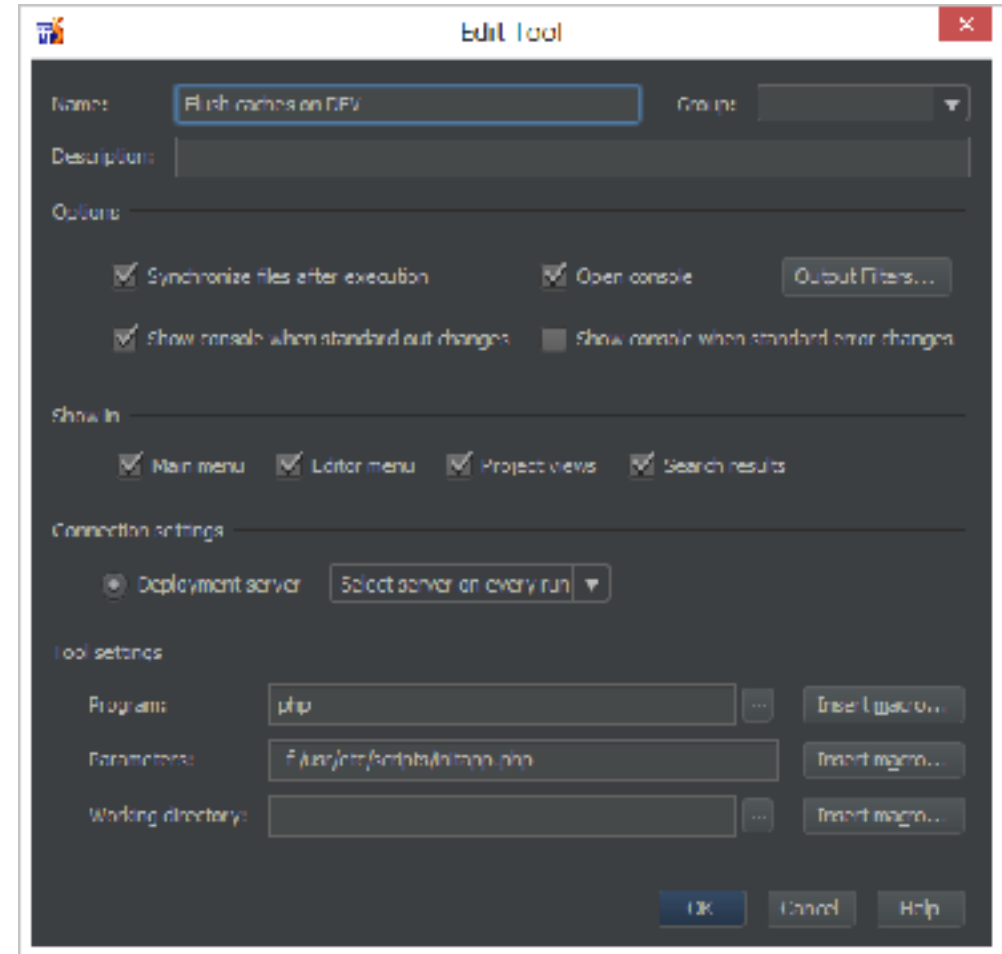 Edit Tool
Name: Flush caches on DEV Group:
Description:
Options
Synchronize files after execution Open console Output Filters...
Show console when standard out changes Show console when standard error changes
Show in
Main menu Editor menu Project views Search results
Connection settings
Deployment server Select server on every run
Tool settings
Program: php ... Insert macro...
Parameters: Insert macro...
Working directory: ... Insert macro...
OK Cancel Help